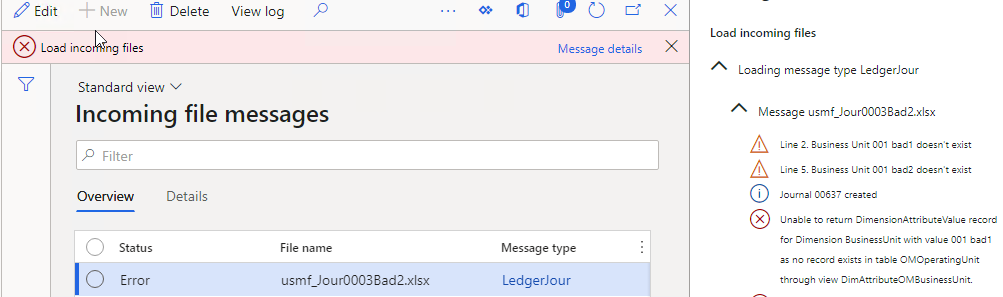 Edit
New
Delete
View log
0
Load incoming files
Message details
Standard view
Incoming file messages
Filter
Overview
Details
Status
File name
Message type
Error
usmf_Jour0003Bad2.xlsx
LedgerJour
Load incoming files
Loading message type LedgerJour
Message usmf_Jour0003Bad2.xlsx
Line 2. Business Unit 001 bad1 doesn't exist
Line 5. Business Unit 001 bad2 doesn't exist
Journal 00637 created
Unable to return DimensionAttributeValue record
for Dimension BusinessUnit with value 001 bad1
as no record exists in table OMOperatingUnit
through view DimAttributeOMBusinessUnit.